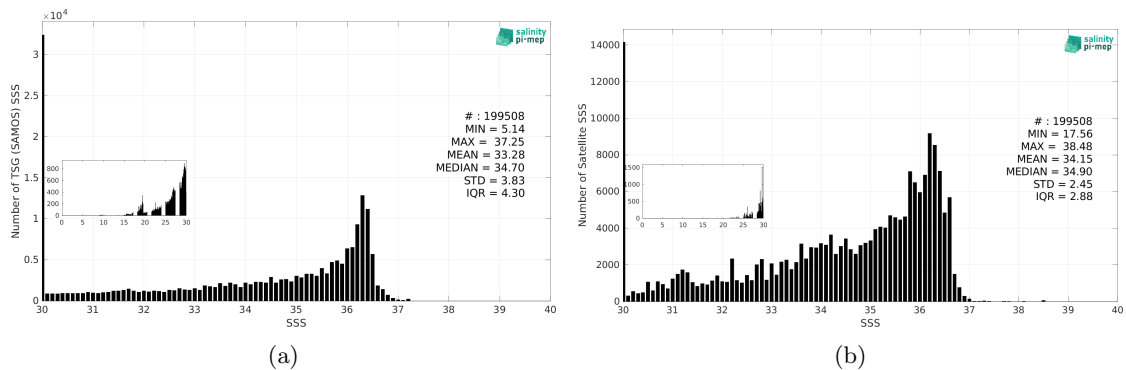 ×10⁴
salinity
pi-mep
Number of TSG (SAMOS) SSS
3
2.5
2
1.5
1
0.5
0
# : 199508
MIN = 5.14
MAX = 37.25
MEAN = 33.28
MEDIAN = 34.70
STD = 3.83
IQR = 4.30
800
600
400
200
0
0 5 10 15 20 25 30
30 31 32 33 34 35 36 37 38 39 40
SSS
(a)
salinity
pi-mep
Number of Satellite SSS
14000
12000
10000
8000
6000
4000
2000
0
# : 199508
MIN = 17.56
MAX = 38.48
MEAN = 34.15
MEDIAN = 34.90
STD = 2.45
IQR = 2.88
1500
1000
500
0
0 5 10 15 20 25 30
30 31 32 33 34 35 36 37 38 39 40
SSS
(b)